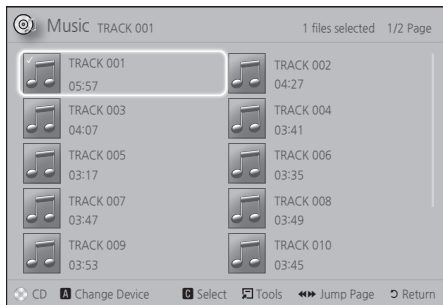 Music TRACK 001 1 files selected 1/2 Page
TRACK 001 TRACK 002
05:57 04:27
TRACK 003 TRACK 004
04:07 03:41
TRACK 005 TRACK 006
03:17 03:35
TRACK 007 TRACK 008
03:47 03:49
TRACK 009 TRACK 010
03:53 03:45
CD A Change Device C Select Tools Jump Page Return